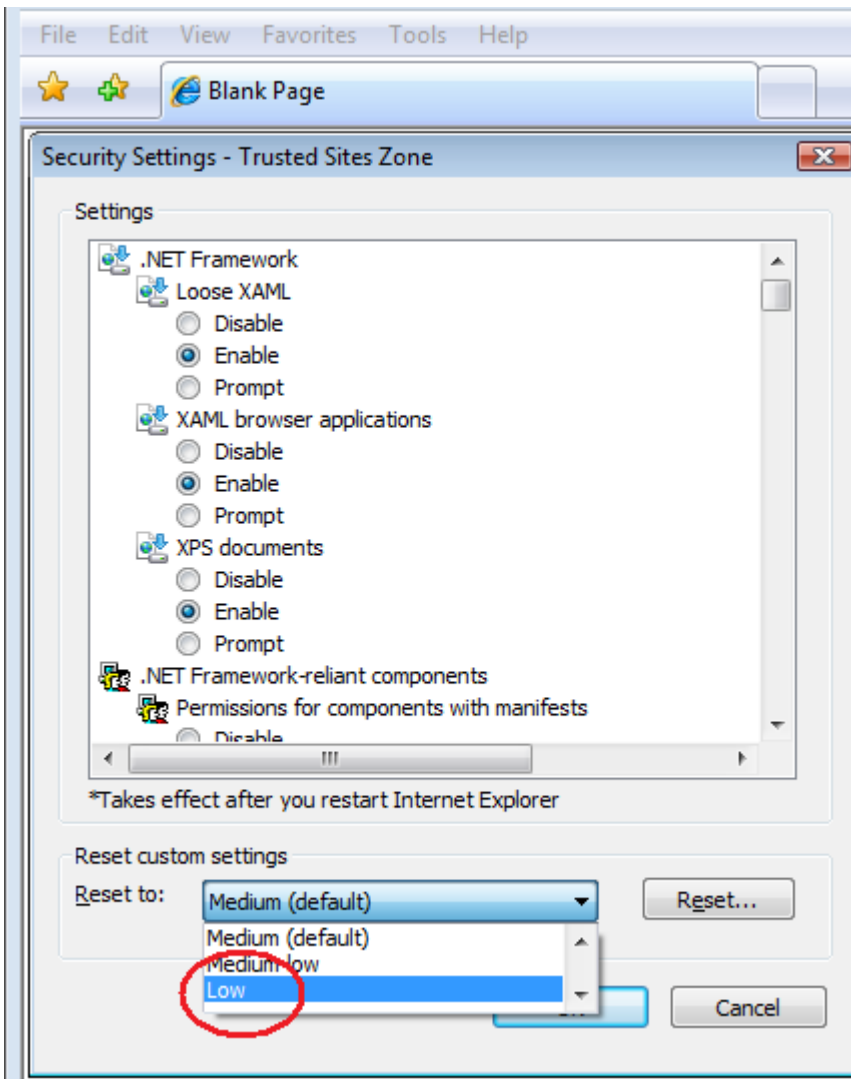 File Edit View Favorites Tools Help
Blank Page
Security Settings - Trusted Sites Zone
Settings
.NET Framework
Loose XAML
Disable
Enable
Prompt
XAML browser applications
Disable
Enable
Prompt
XPS documents
Disable
Enable
Prompt
.NET Framework-reliant components
Permissions for components with manifests
Disable
*Takes effect after you restart Internet Explorer
Reset custom settings
Reset to: Medium (default) Reset...
Medium (default)
Medium-low
Low
Cancel